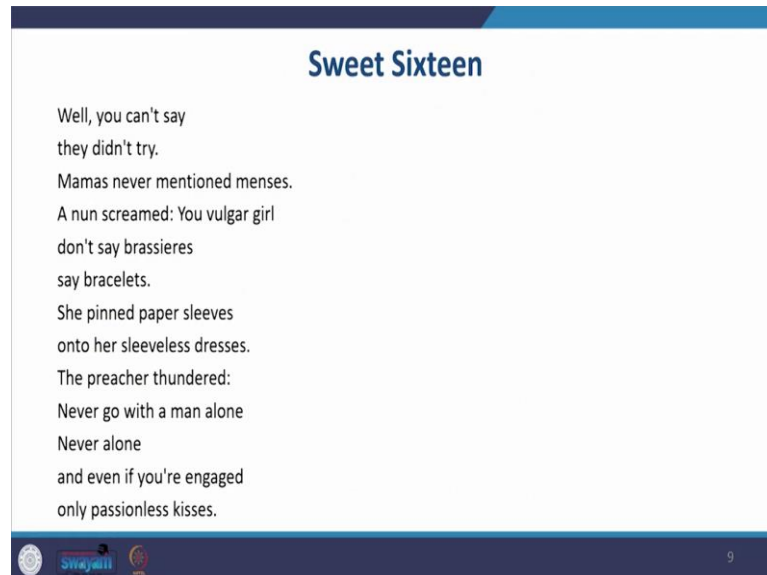 Sweet Sixteen
Well, you can't say
they didn't try.
Mamas never mentioned menses.
A nun screamed: You vulgar girl
don't say brassieres
say bracelets.
She pinned paper sleeves
onto her sleeveless dresses.
The preacher thundered:
Never go with a man alone
Never alone
and even if you're engaged
only passionless kisses.
swayam
9